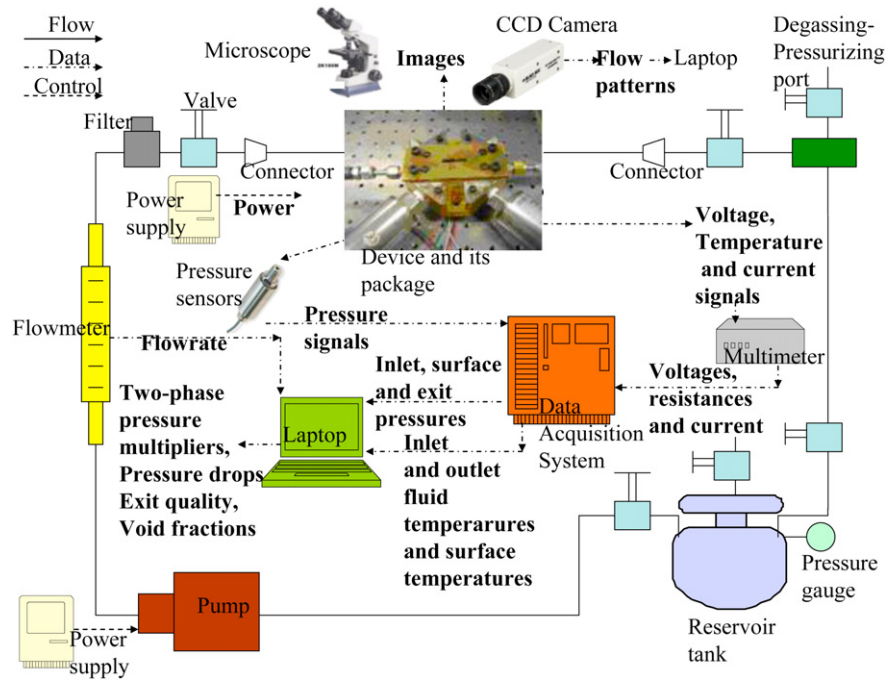 Flow
Data
Control
Microscope
Images
CCD Camera
Flow
patterns
Laptop
Degassing-
Pressurizing
port
Filter
Valve
Connector
Connector
Power
supply
Power
Device and its
package
Voltage,
Temperature
and current
signals
Pressure
sensors
Pressure
signals
Flowmeter
Flowrate
Multimeter
Inlet, surface
and exit
pressures
Voltages,
resistances
and current
Two-phase
pressure
multipliers,
Pressure drops
Exit quality,
Void fractions
Laptop
Data
Acquisition
System
Inlet
and outlet
fluid
temperarures
and surface
temperatures
Pressure
gauge
Pump
Reservoir
tank
Power
supply